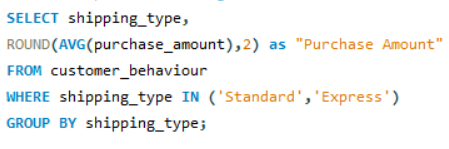 SELECT shipping_type,
ROUND(AVG(purchase_amount),2) as "Purchase Amount"
FROM customer_behaviour
WHERE shipping_type IN ('Standard','Express')
GROUP BY shipping_type;